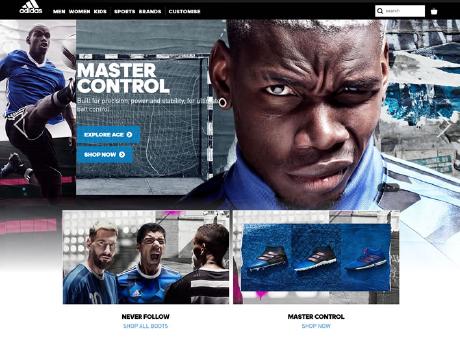 adidas
MEN WOMEN KIDS SPORTS BRANDS CUSTOMISE
search
MASTER
CONTROL
Built for precision, power and stability, for ultimate
ball control.
EXPLORE ACE
SHOP NOW
NEVER FOLLOW
SHOP ALL BOOTS
MASTER CONTROL
SHOP NOW